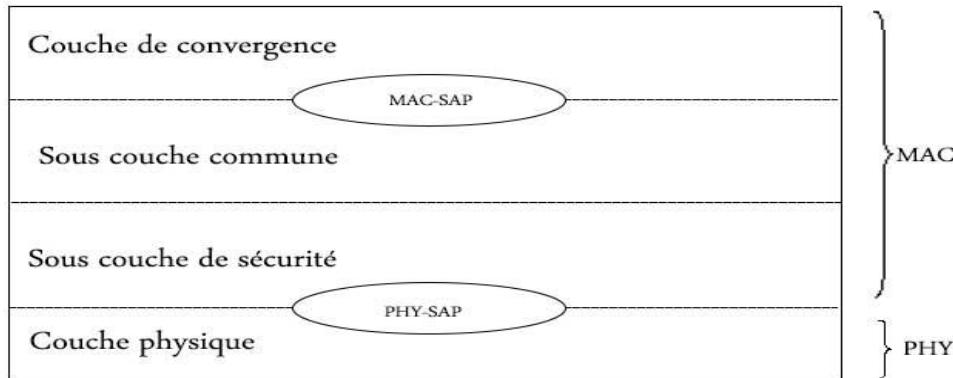 Couche de convergence
MAC-SAP
Sous couche commune
MAC
Sous couche de sécurité
PHY-SAP
Couche physique
PHY